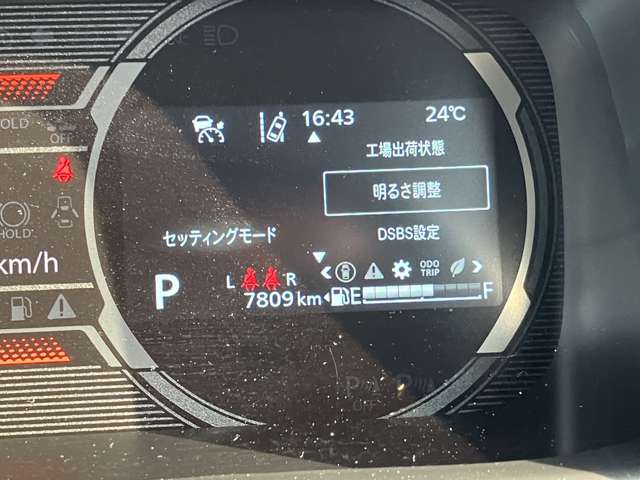 HOLD
OFF
HOLD
km/h
16:43 24℃
工場出荷状態
明るさ調整
セッティングモード
DSBS設定
ODO
TRIP
P
L R
7809 km
E F